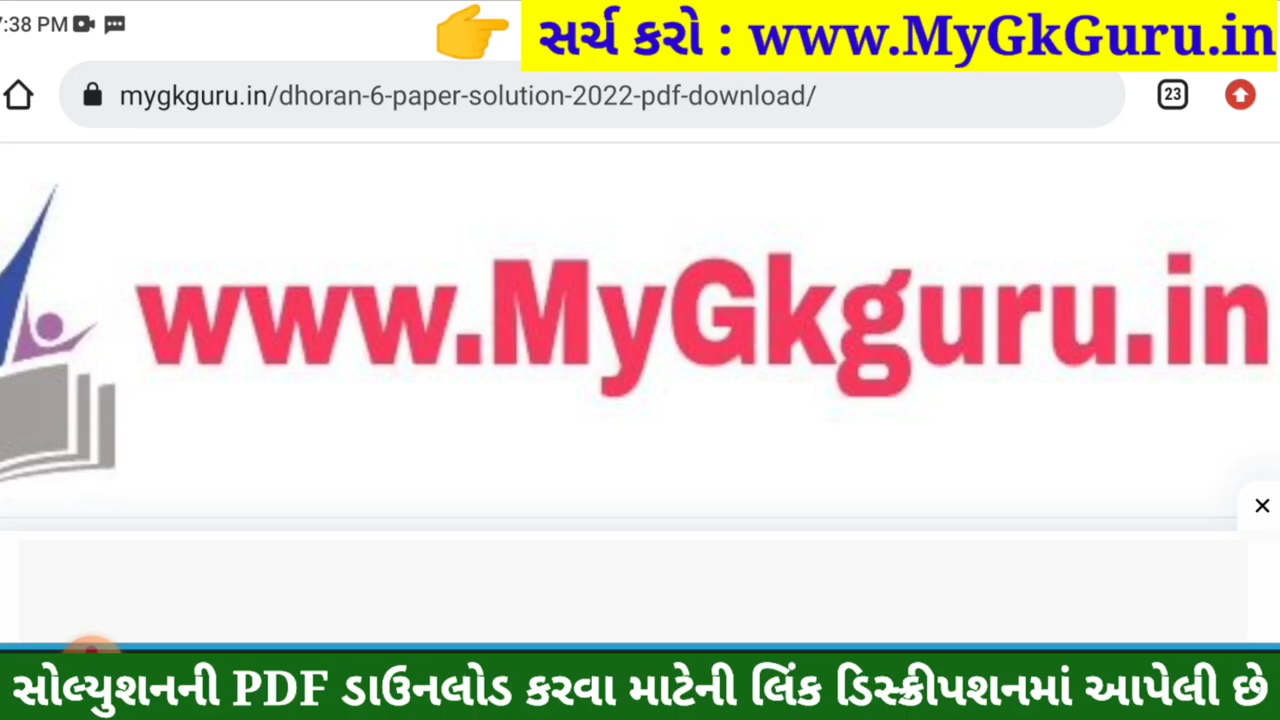 7:38 PM
સર્ચ કરો : www.MyGkGuru.in
mygkguru.in/dhoran-6-paper-solution-2022-pdf-download/
23
www.MyGkguru.in
સોલ્યુશનની PDF ડાઉનલોડ કરવા માટેની લિંક ડિસ્ક્રીપશનમાં આપેલી છે